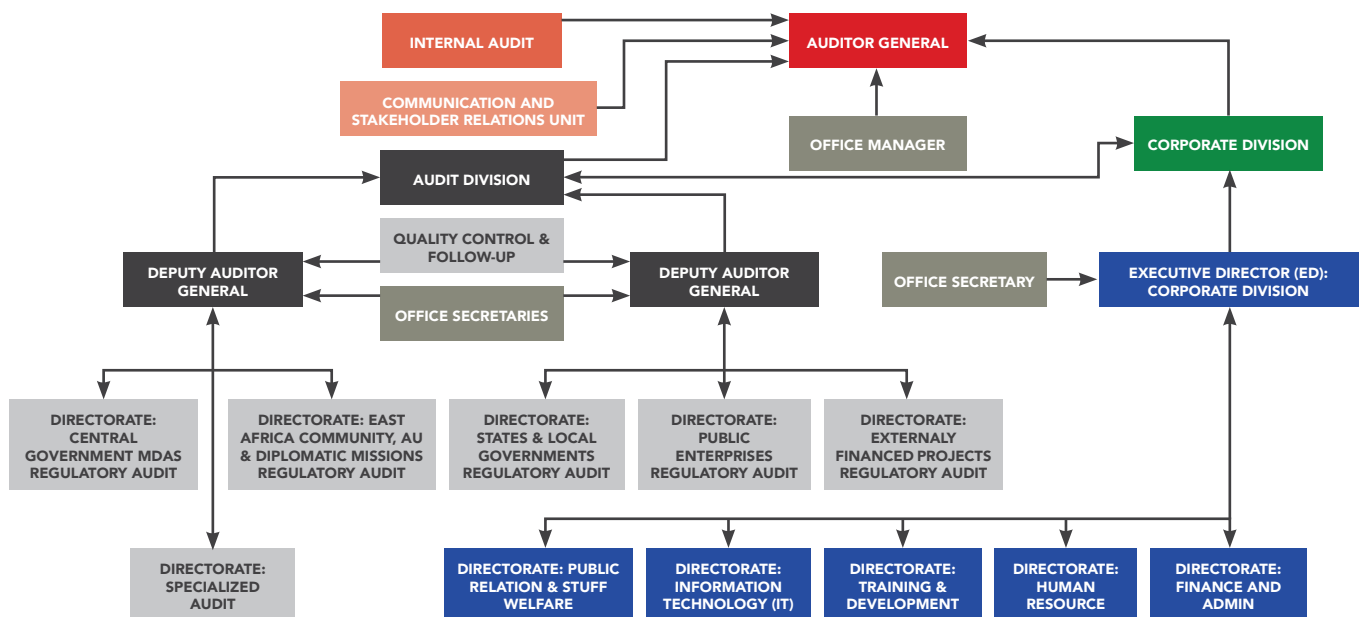 INTERNAL AUDIT
AUDITOR GENERAL
COMMUNICATION AND
STAKEHOLDER RELATIONS UNIT
OFFICE MANAGER
CORPORATE DIVISION
AUDIT DIVISION
QUALITY CONTROL &
FOLLOW-UP
DEPUTY AUDITOR
GENERAL
DEPUTY AUDITOR
GENERAL
OFFICE SECRETARY
EXECUTIVE DIRECTOR (ED):
CORPORATE DIVISION
OFFICE SECRETARIES
DIRECTORATE:
CENTRAL
GOVERNMENT MDAS
REGULATORY AUDIT
DIRECTORATE: EAST
AFRICA COMMUNITY, AU
& DIPLOMATIC MISSIONS
REGULATORY AUDIT
DIRECTORATE:
STATES & LOCAL
GOVERNMENTS
REGULATORY AUDIT
DIRECTORATE:
PUBLIC
ENTERPRISES
REGULATORY AUDIT
DIRECTORATE:
EXTERNALY
FINANCED PROJECTS
REGULATORY AUDIT
DIRECTORATE:
SPECIALIZED
AUDIT
DIRECTORATE: PUBLIC
RELATION & STUFF
WELFARE
DIRECTORATE:
INFORMATION
TECHNOLOGY (IT)
DIRECTORATE:
TRAINING &
DEVELOPMENT
DIRECTORATE:
HUMAN
RESOURCE
DIRECTORATE:
FINANCE AND
ADMIN